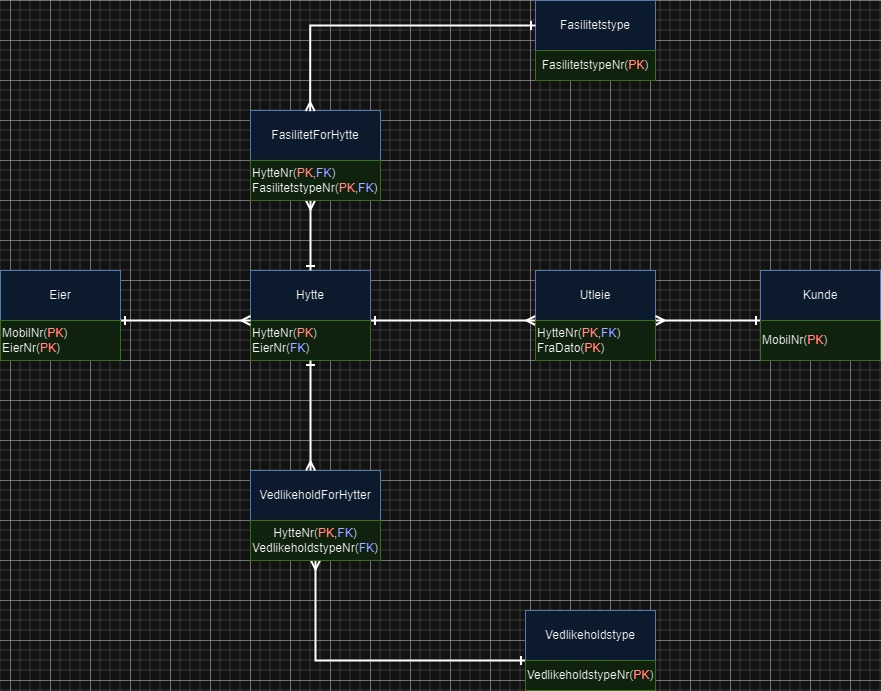 Fasilitetstype
FasilitetstypeNr(PK)
FasilitetForHytte
HytteNr(PK,FK)
FasilitetstypeNr(PK,FK)
Eier
MobilNr(PK)
EierNr(PK)
Hytte
HytteNr(PK)
EierNr(FK)
Utleie
HytteNr(PK,FK)
FraDato(PK)
Kunde
MobilNr(PK)
VedlikeholdForHytter
HytteNr(PK,FK)
VedlikeholdstypeNr(FK)
Vedlikeholdstype
VedlikeholdstypeNr(PK)